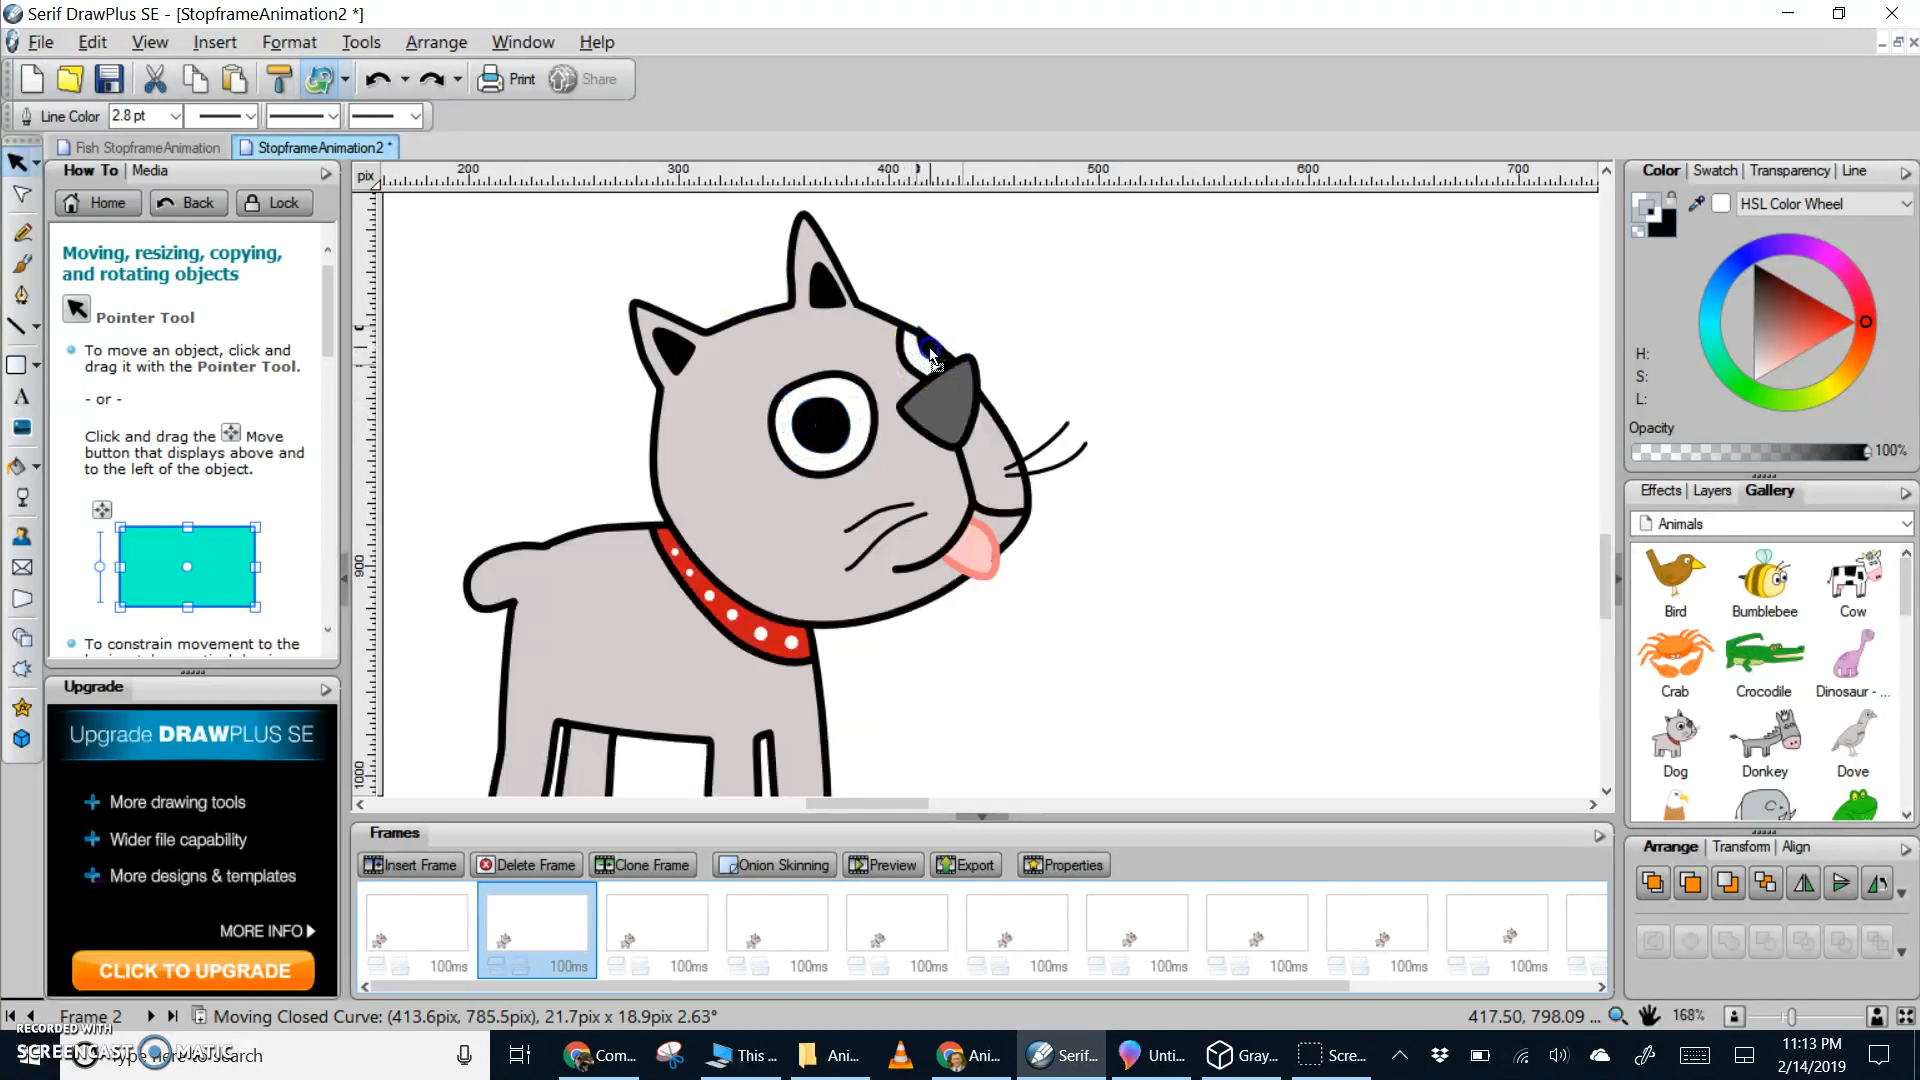 Serif DrawPlus SE - [StopframeAnimation2 *]
File Edit View Insert Format Tools Arrange Window Help
Print Share
Line Color 2.8 pt
Fish StopframeAnimation StopframeAnimation2 *
How To Media
Home Back Lock
Moving, resizing, copying,
and rotating objects
Pointer Tool
To move an object, click and
drag it with the Pointer Tool.
- or -
Click and drag the Move
button that displays above and
to the left of the object.
To constrain movement to the
Upgrade
Upgrade DRAWPLUS SE
More drawing tools
Wider file capability
More designs & templates
MORE INFO
CLICK TO UPGRADE
pix 200 300 400 500 600 700
900
1000
Color Swatch Transparency Line
HSL Color Wheel
H:
S:
L:
Opacity
100%
Effects Layers Gallery
Animals
Bird Bumblebee Cow
Crab Crocodile Dinosaur - ...
Dog Donkey Dove
Arrange Transform Align
Frames
Insert Frame Delete Frame Clone Frame Onion Skinning Preview Export Properties
100ms 100ms 100ms 100ms 100ms 100ms 100ms 100ms 100ms 100ms
Frame 2 Moving Closed Curve: (413.6pix, 785.5pix), 21.7pix x 18.9pix 2.63° 417.50, 798.09 ... 168%
RECORDED WITH
SCREENCAST MATIC
Type here to search
Com... This ... Ani... Ani... Serif... Unti... Gray... Scre...
11:13 PM
2/14/2019